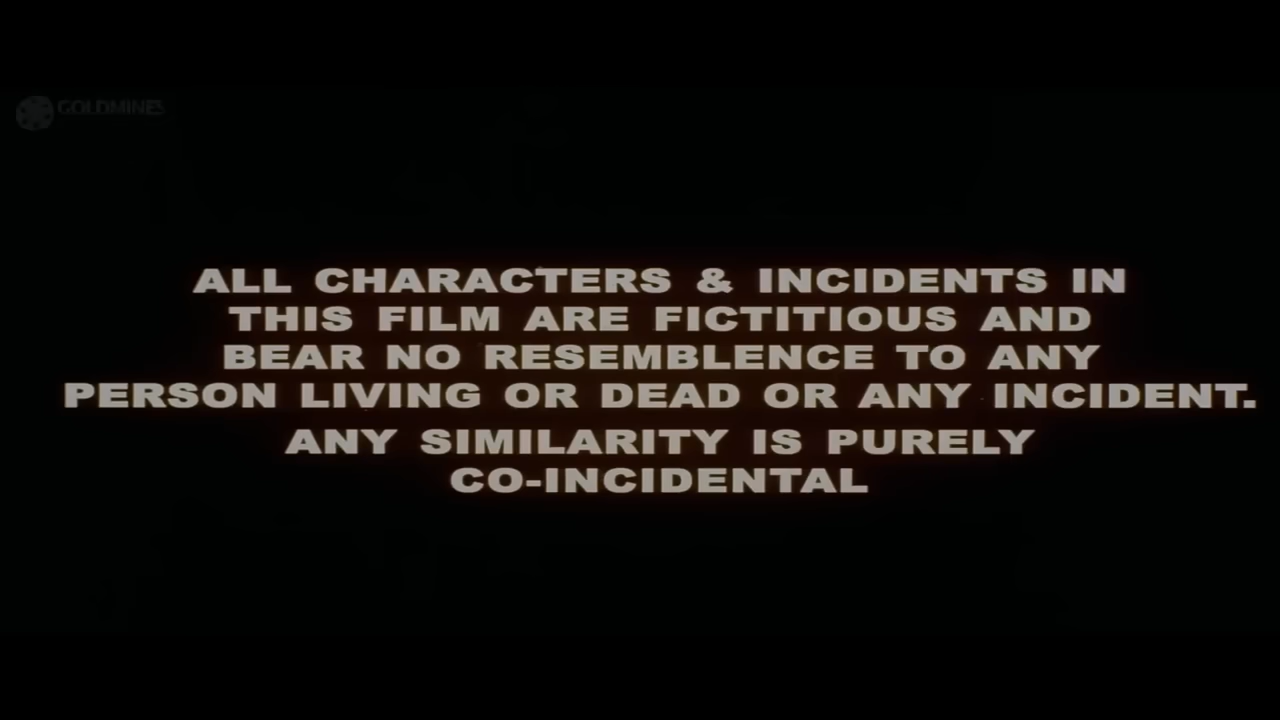 GOLDMINES
ALL CHARACTERS & INCIDENTS IN
THIS FILM ARE FICTITIOUS AND
BEAR NO RESEMBLENCE TO ANY
PERSON LIVING OR DEAD OR ANY INCIDENT.
ANY SIMILARITY IS PURELY
CO-INCIDENTAL